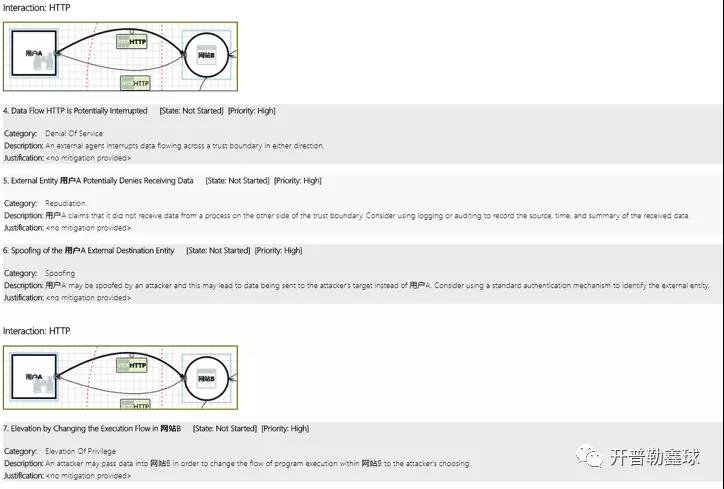 Interaction: HTTP
用户A
HTTP
网站B
HTTP
4. Data Flow HTTP Is Potentially Interrupted [State: Not Started] [Priority: High]
Category: Denial Of Service
Description: An external agent interrupts data flowing across a trust boundary in either direction.
Justification: <no mitigation provided>
5. External Entity 用户A Potentially Denies Receiving Data [State: Not Started] [Priority: High]
Category: Repudiation
Description: 用户A claims that it did not receive data from a process on the other side of the trust boundary. Consider using logging or auditing to record the source, time, and summary of the received data.
Justification: <no mitigation provided>
6. Spoofing of the 用户A External Destination Entity [State: Not Started] [Priority: High]
Category: Spoofing
Description: 用户A may be spoofed by an attacker and this may lead to data being sent to the attacker's target instead of 用户A. Consider using a standard authentication mechanism to identify the external entity.
Justification: <no mitigation provided>
Interaction: HTTP
用户A
HTTP
网站B
HTTP
7. Elevation by Changing the Execution Flow in 网站B [State: Not Started] [Priority: High]
Category: Elevation Of Privilege
Description: An attacker may pass data into 网站B in order to change the flow of program execution within 网站B to the attacker's choosing.
Justification: <no mitigation provided>
开普勒鑫球